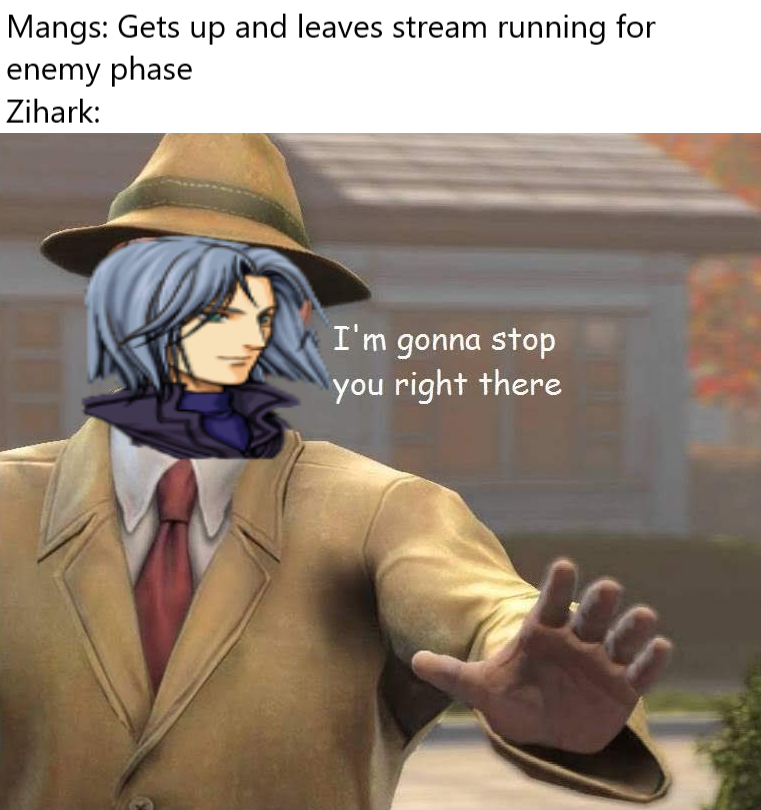 Mangs: Gets up and leaves stream running for
enemy phase
Zihark:
I'm gonna stop
you right there